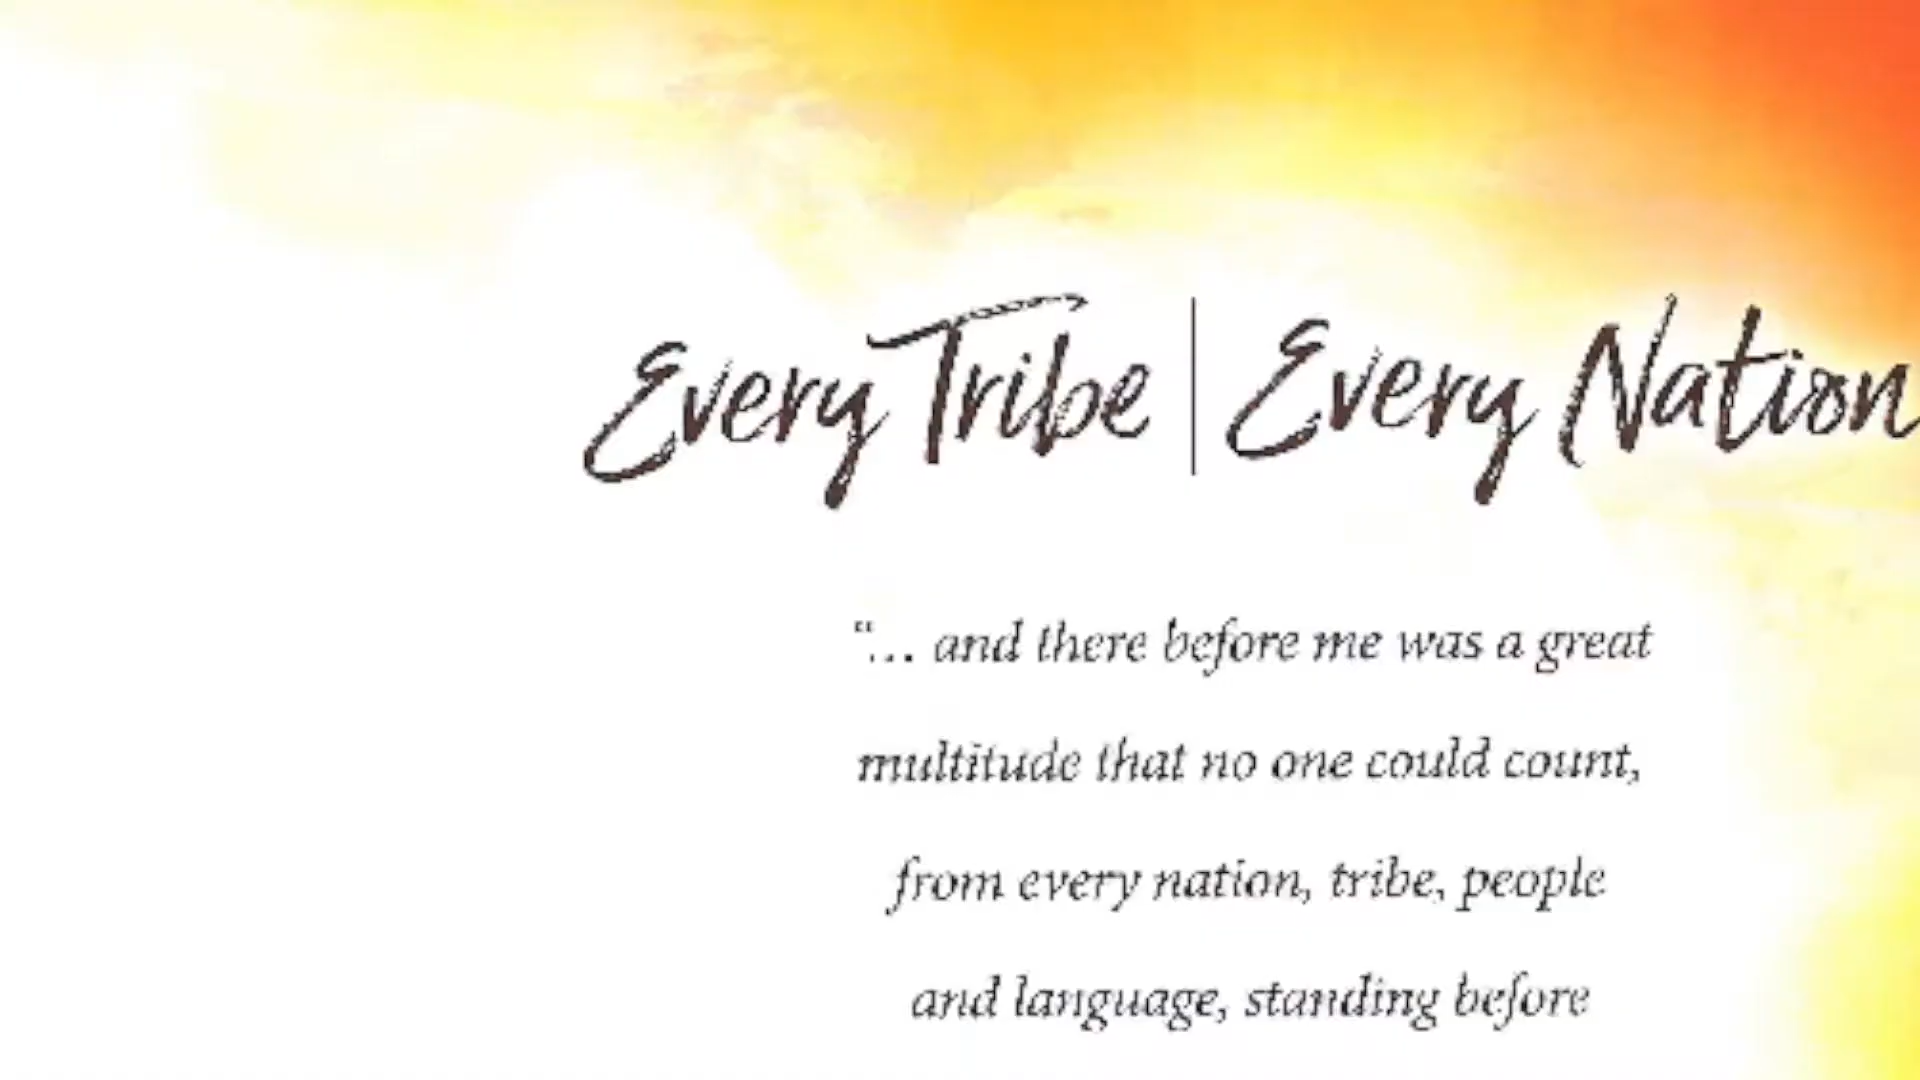 Every Tribe | Every Nation
“... and there before me was a great
multitude that no one could count,
from every nation, tribe, people
and language, standing before